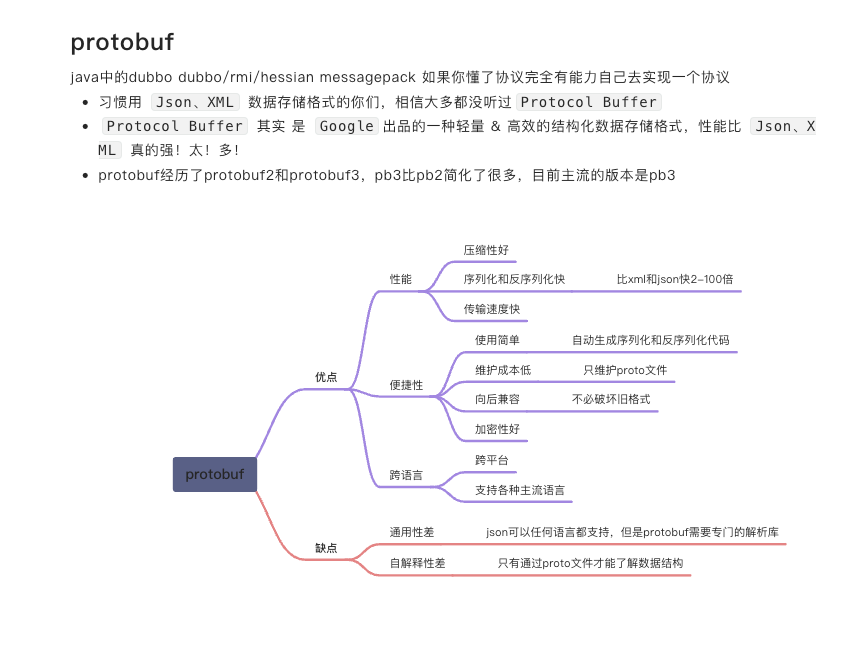 protobuf
java中的dubbo dubbo/rmi/hessian messagepack 如果你懂了协议完全有能力自己去实现一个协议
习惯用 Json、XML 数据存储格式的你们，相信大多都没听过 Protocol Buffer
Protocol Buffer 其实 是 Google 出品的一种轻量 & 高效的结构化数据存储格式，性能比 Json、X
ML 真的强！太！多！
protobuf经历了protobuf2和protobuf3，pb3比pb2简化了很多，目前主流的版本是pb3
压缩性好
性能
序列化和反序列化快 比xml和json快2-100倍
传输速度快
使用简单 自动生成序列化和反序列化代码
优点
维护成本低 只维护proto文件
便捷性
向后兼容 不必破坏旧格式
加密性好
跨平台
protobuf
跨语言
支持各种主流语言
通用性差 json可以任何语言都支持，但是protobuf需要专门的解析库
缺点
自解释性差 只有通过proto文件才能了解数据结构